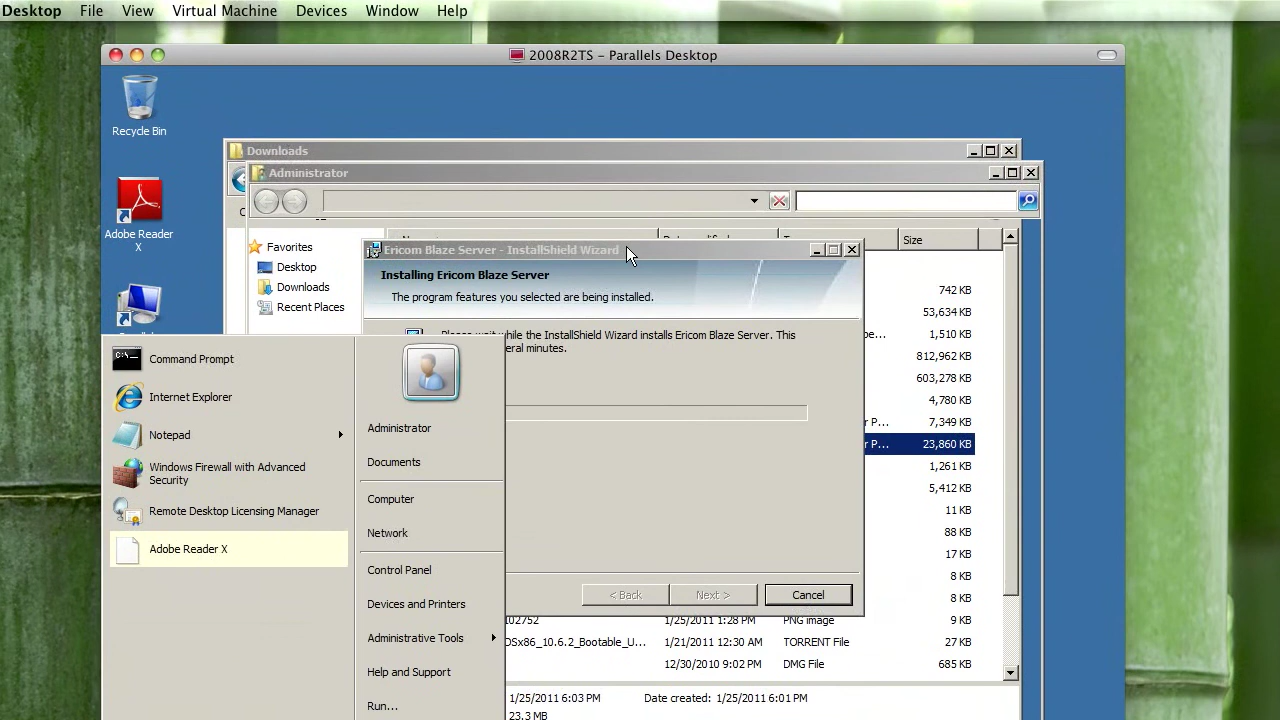 Desktop File View Virtual Machine Devices Window Help
2008R2TS - Parallels Desktop
Recycle Bin
Adobe Reader
X
Downloads
Administrator
Favorites
Desktop
Downloads
Recent Places
Size
Ericom Blaze Server - InstallShield Wizard
Installing Ericom Blaze Server
The program features you selected are being installed.
Please wait while the InstallShield Wizard installs Ericom Blaze Server. This
eral minutes.
< Back Next > Cancel
742 KB
53,634 KB
pe... 1,510 KB
812,962 KB
603,278 KB
4,780 KB
r P... 7,349 KB
r P... 23,860 KB
1,261 KB
5,412 KB
11 KB
88 KB
17 KB
8 KB
8 KB
102752 1/25/2011 1:28 PM PNG image 9 KB
OSx86_10.6.2_Bootable_U... 1/21/2011 12:30 AM TORRENT File 27 KB
12/30/2010 9:02 PM DMG File 685 KB
1/25/2011 6:03 PM Date created: 1/25/2011 6:01 PM
23.3 MB
Command Prompt
Internet Explorer
Notepad
Windows Firewall with Advanced
Security
Remote Desktop Licensing Manager
Adobe Reader X
Administrator
Documents
Computer
Network
Control Panel
Devices and Printers
Administrative Tools
Help and Support
Run...